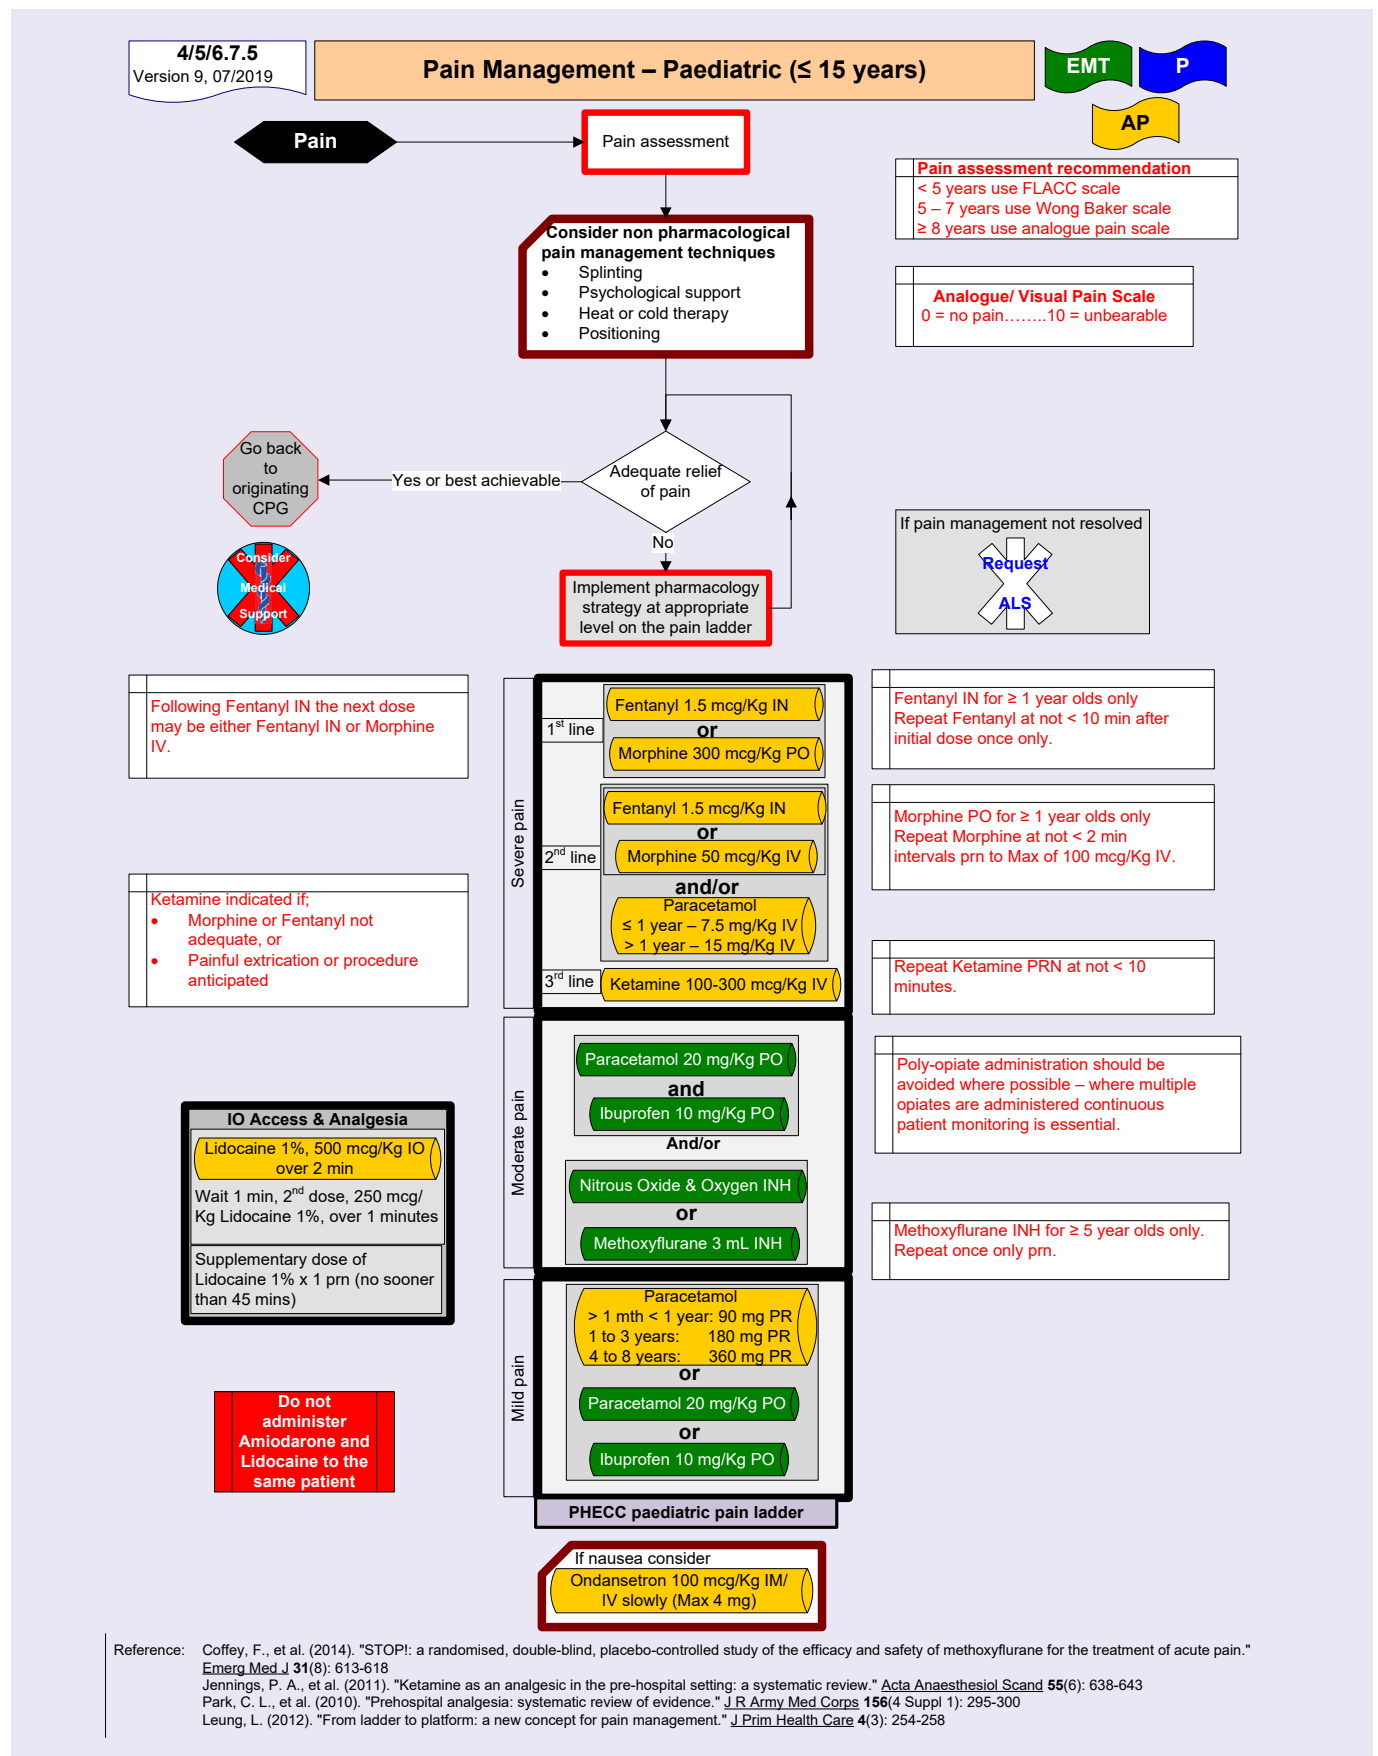 4/5/6.7.5
Version 9, 07/2019
Pain Management – Paediatric (≤ 15 years)
EMT
P
AP
Pain
Pain assessment
Pain assessment recommendation
< 5 years use FLACC scale
5 – 7 years use Wong Baker scale
≥ 8 years use analogue pain scale
Consider non pharmacological
pain management techniques
• Splinting
• Psychological support
• Heat or cold therapy
• Positioning
Analogue/ Visual Pain Scale
0 = no pain……..10 = unbearable
Go back
to
originating
CPG
Yes or best achievable
Adequate relief
of pain
No
Consider
Medical
Support
Implement pharmacology
strategy at appropriate
level on the pain ladder
If pain management not resolved
Request
ALS
Following Fentanyl IN the next dose
may be either Fentanyl IN or Morphine
IV.
Ketamine indicated if;
• Morphine or Fentanyl not
adequate, or
• Painful extrication or procedure
anticipated
Severe pain
1st line
Fentanyl 1.5 mcg/Kg IN
or
Morphine 300 mcg/Kg PO
2nd line
Fentanyl 1.5 mcg/Kg IN
or
Morphine 50 mcg/Kg IV
and/or
Paracetamol
≤ 1 year – 7.5 mg/Kg IV
> 1 year – 15 mg/Kg IV
3rd line
Ketamine 100-300 mcg/Kg IV
Fentanyl IN for ≥ 1 year olds only
Repeat Fentanyl at not < 10 min after
initial dose once only.
Morphine PO for ≥ 1 year olds only
Repeat Morphine at not < 2 min
intervals prn to Max of 100 mcg/Kg IV.
Repeat Ketamine PRN at not < 10
minutes.
Poly-opiate administration should be
avoided where possible – where multiple
opiates are administered continuous
patient monitoring is essential.
Moderate pain
Paracetamol 20 mg/Kg PO
and
Ibuprofen 10 mg/Kg PO
And/or
Nitrous Oxide & Oxygen INH
or
Methoxyflurane 3 mL INH
Methoxyflurane INH for ≥ 5 year olds only.
Repeat once only prn.
IO Access & Analgesia
Lidocaine 1%, 500 mcg/Kg IO
over 2 min
Wait 1 min, 2nd dose, 250 mcg/
Kg Lidocaine 1%, over 1 minutes
Supplementary dose of
Lidocaine 1% x 1 prn (no sooner
than 45 mins)
Mild pain
Paracetamol
> 1 mth < 1 year: 90 mg PR
1 to 3 years: 180 mg PR
4 to 8 years: 360 mg PR
or
Paracetamol 20 mg/Kg PO
or
Ibuprofen 10 mg/Kg PO
Do not
administer
Amiodarone and
Lidocaine to the
same patient
PHECC paediatric pain ladder
If nausea consider
Ondansetron 100 mcg/Kg IM/
IV slowly (Max 4 mg)
Reference: Coffey, F., et al. (2014). "STOP!: a randomised, double-blind, placebo-controlled study of the efficacy and safety of methoxyflurane for the treatment of acute pain."
Emerg Med J 31(8): 613-618
Jennings, P. A., et al. (2011). "Ketamine as an analgesic in the pre-hospital setting: a systematic review." Acta Anaesthesiol Scand 55(6): 638-643
Park, C. L., et al. (2010). "Prehospital analgesia: systematic review of evidence." J R Army Med Corps 156(4 Suppl 1): 295-300
Leung, L. (2012). "From ladder to platform: a new concept for pain management." J Prim Health Care 4(3): 254-258